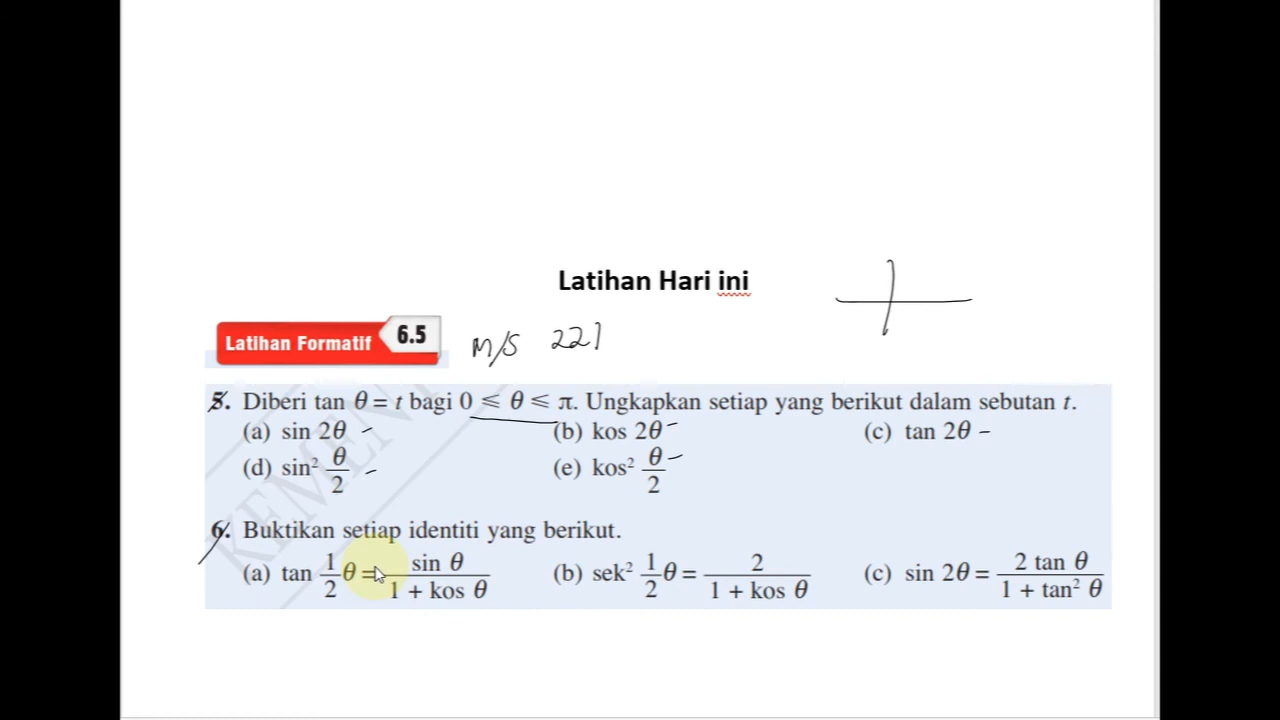 Latihan Hari ini
Latihan Formatif 6.5 M/S 221
5. Diberi tan θ = t bagi 0 ⩽ θ ⩽ π. Ungkapkan setiap yang berikut dalam sebutan t.
(a) sin 2θ (b) kos 2θ (c) tan 2θ
(d) sin² θ/2 (e) kos² θ/2
6. Buktikan setiap identiti yang berikut.
(a) tan 1/2 θ = sin θ / 1 + kos θ (b) sek² 1/2 θ = 2 / 1 + kos θ (c) sin 2θ = 2 tan θ / 1 + tan² θ
KEMENT